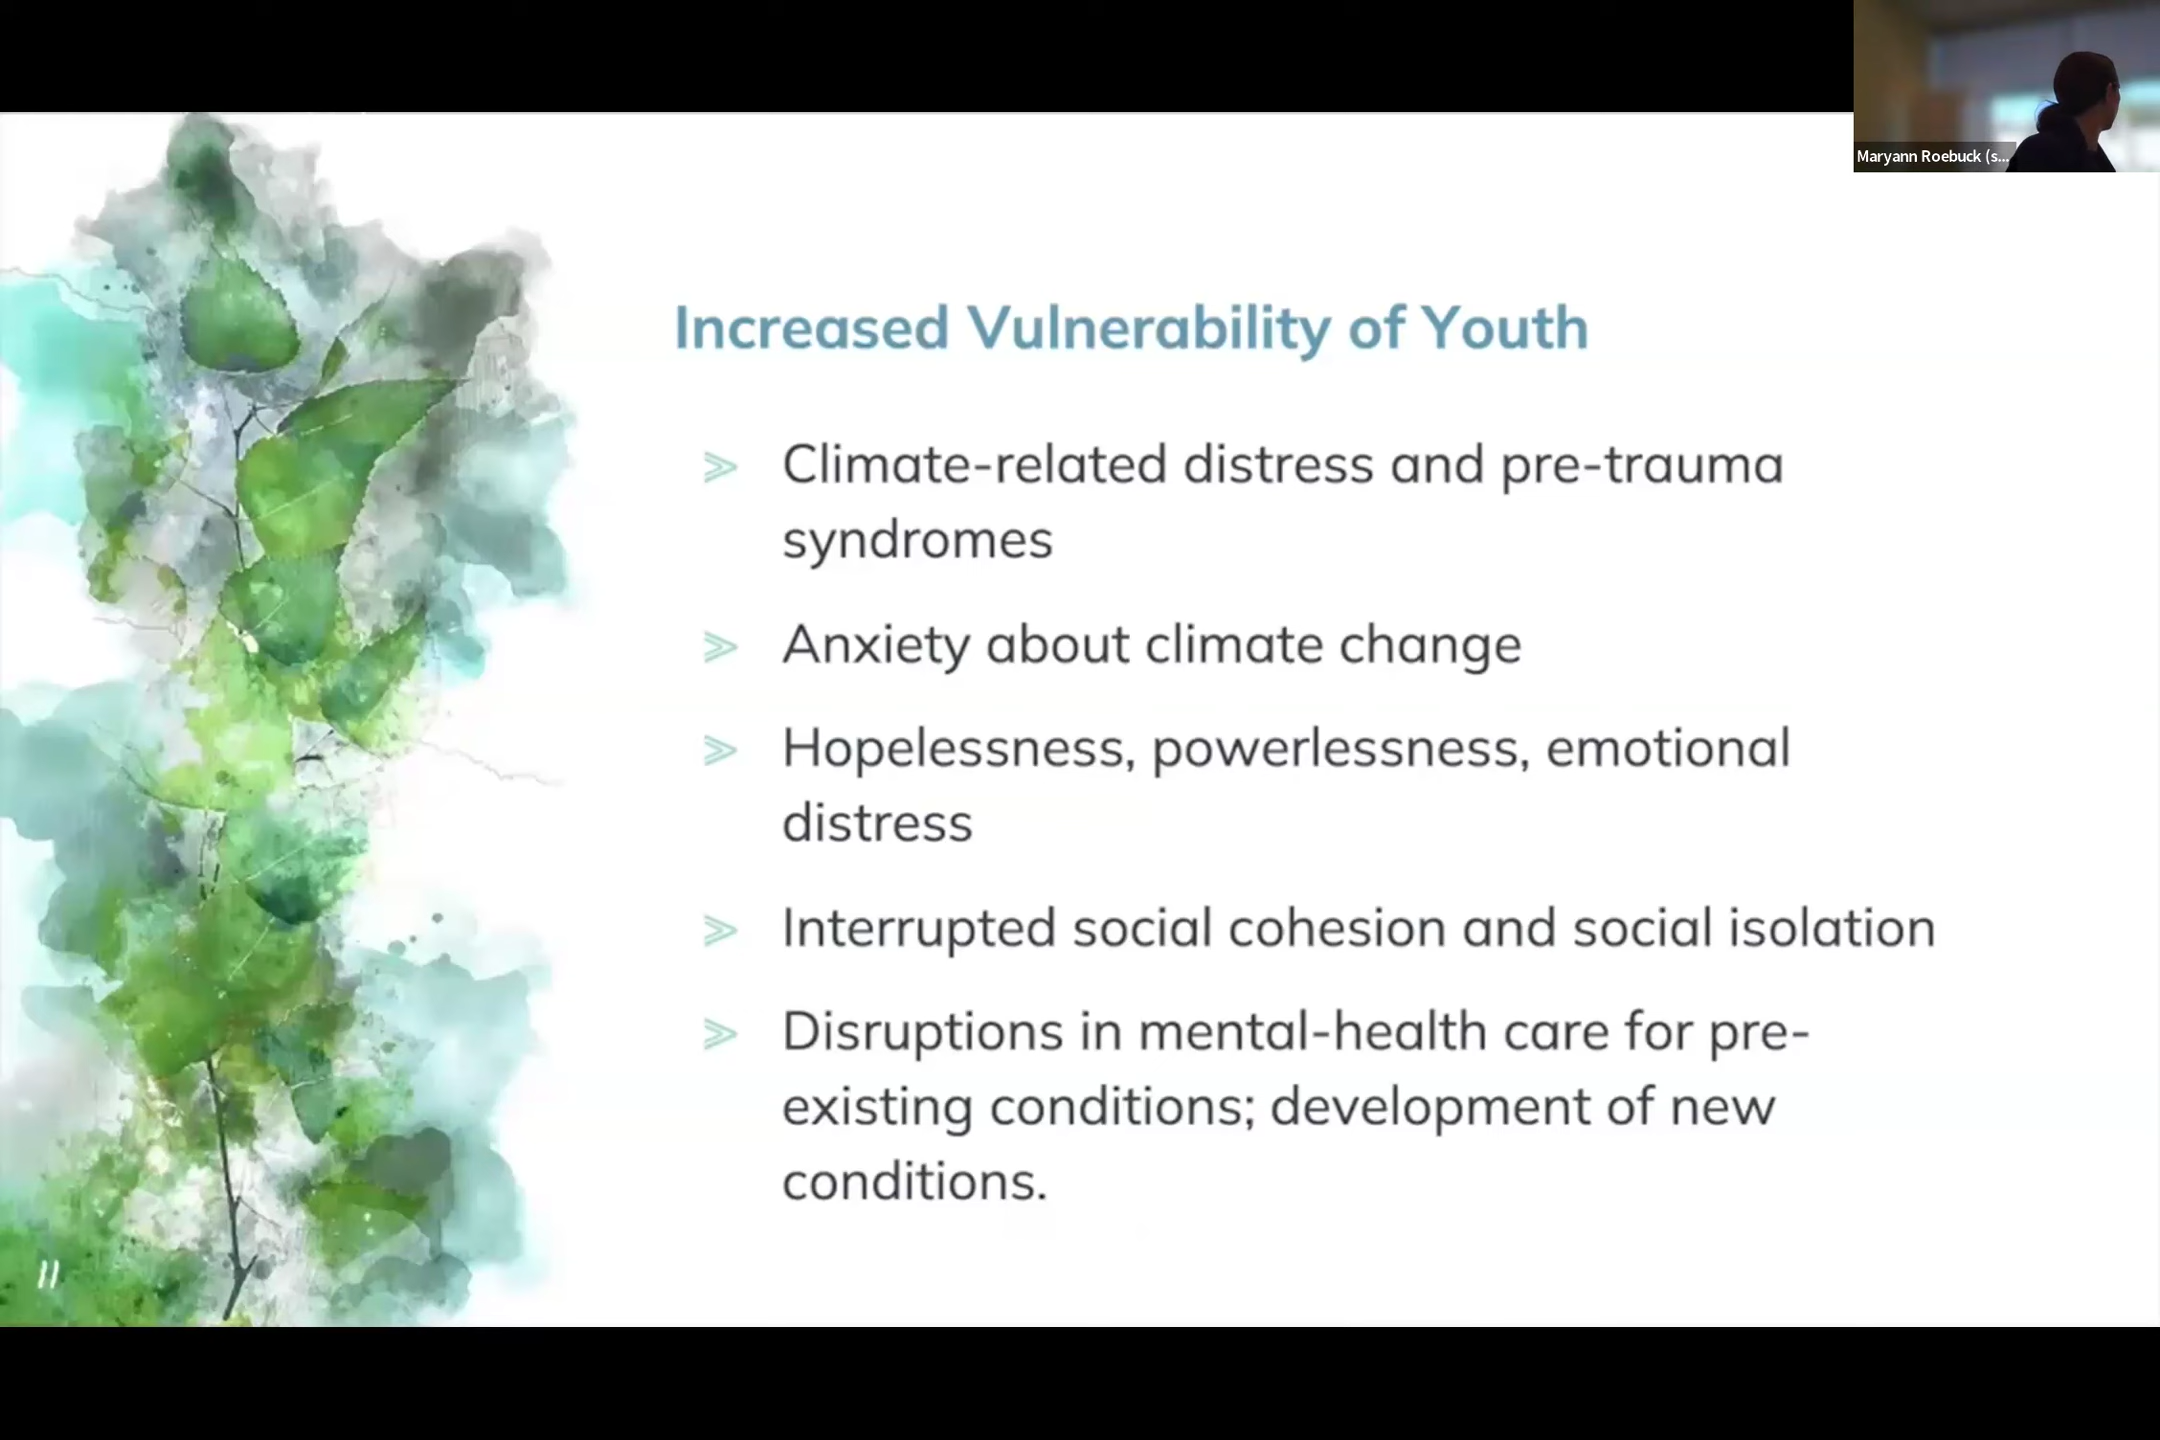 Maryann Roebuck (s...
Increased Vulnerability of Youth
Climate-related distress and pre-trauma
syndromes
Anxiety about climate change
Hopelessness, powerlessness, emotional
distress
Interrupted social cohesion and social isolation
Disruptions in mental-health care for pre-
existing conditions; development of new
conditions.
11